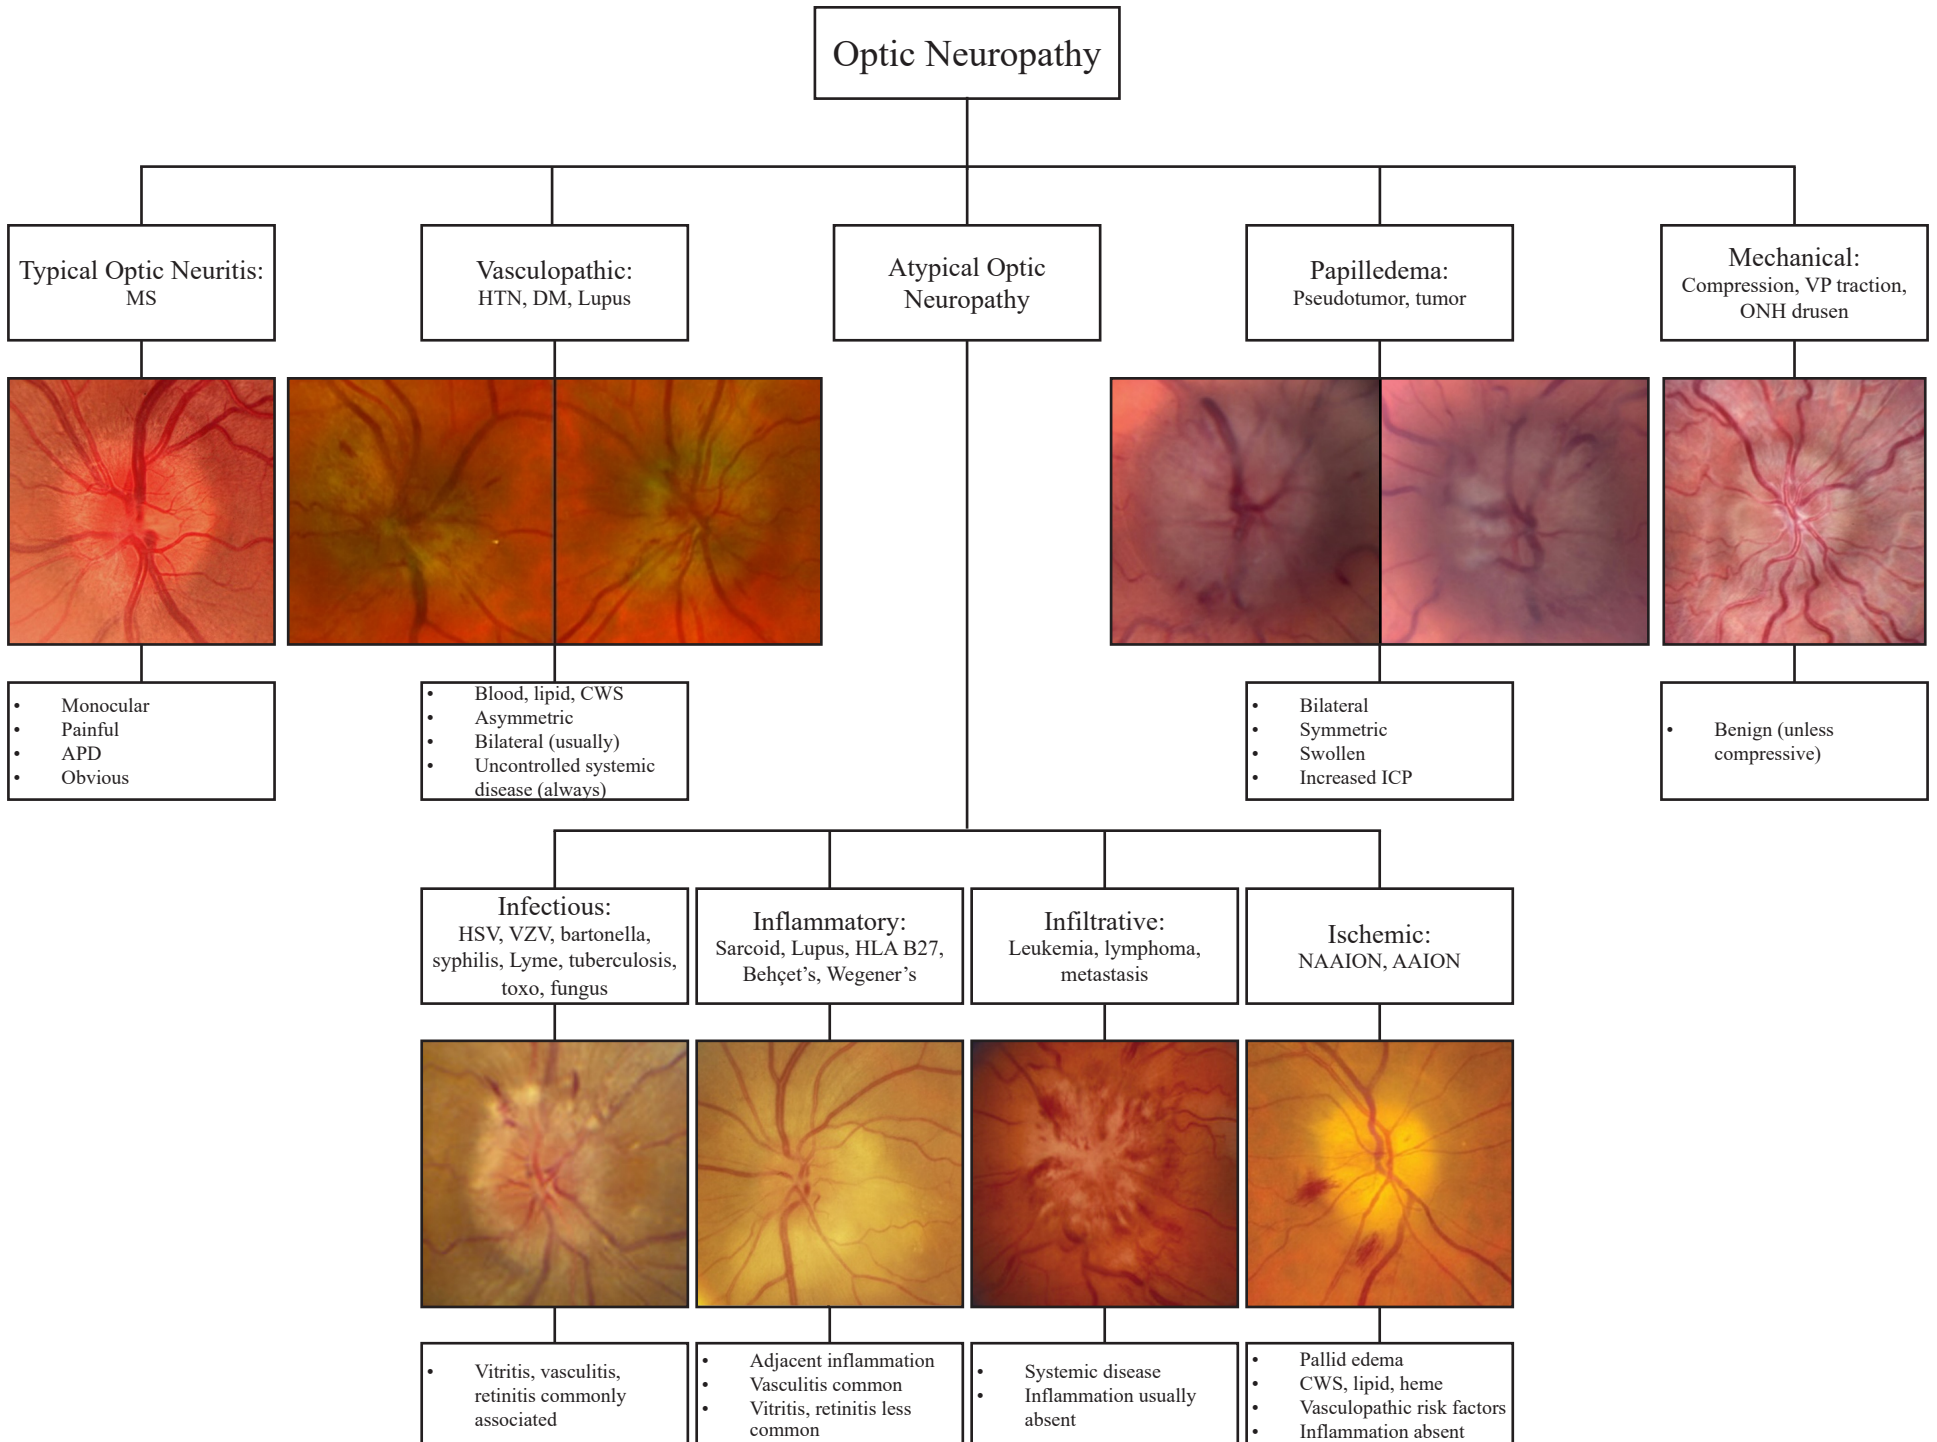 Optic Neuropathy
Typical Optic Neuritis:
MS
Vasculopathic:
HTN, DM, Lupus
Atypical Optic
Neuropathy
Papilledema:
Pseudotumor, tumor
Mechanical:
Compression, VP traction,
ONH drusen
• Monocular
• Painful
• APD
• Obvious
• Blood, lipid, CWS
• Asymmetric
• Bilateral (usually)
• Uncontrolled systemic
disease (always)
• Bilateral
• Symmetric
• Swollen
• Increased ICP
• Benign (unless
compressive)
Infectious:
HSV, VZV, bartonella,
syphilis, Lyme, tuberculosis,
toxo, fungus
Inflammatory:
Sarcoid, Lupus, HLA B27,
Behçet’s, Wegener’s
Infiltrative:
Leukemia, lymphoma,
metastasis
Ischemic:
NAAION, AAION
• Vitritis, vasculitis,
retinitis commonly
associated
• Adjacent inflammation
• Vasculitis common
• Vitritis, retinitis less
common
• Systemic disease
• Inflammation usually
absent
• Pallid edema
• CWS, lipid, heme
• Vasculopathic risk factors
• Inflammation absent